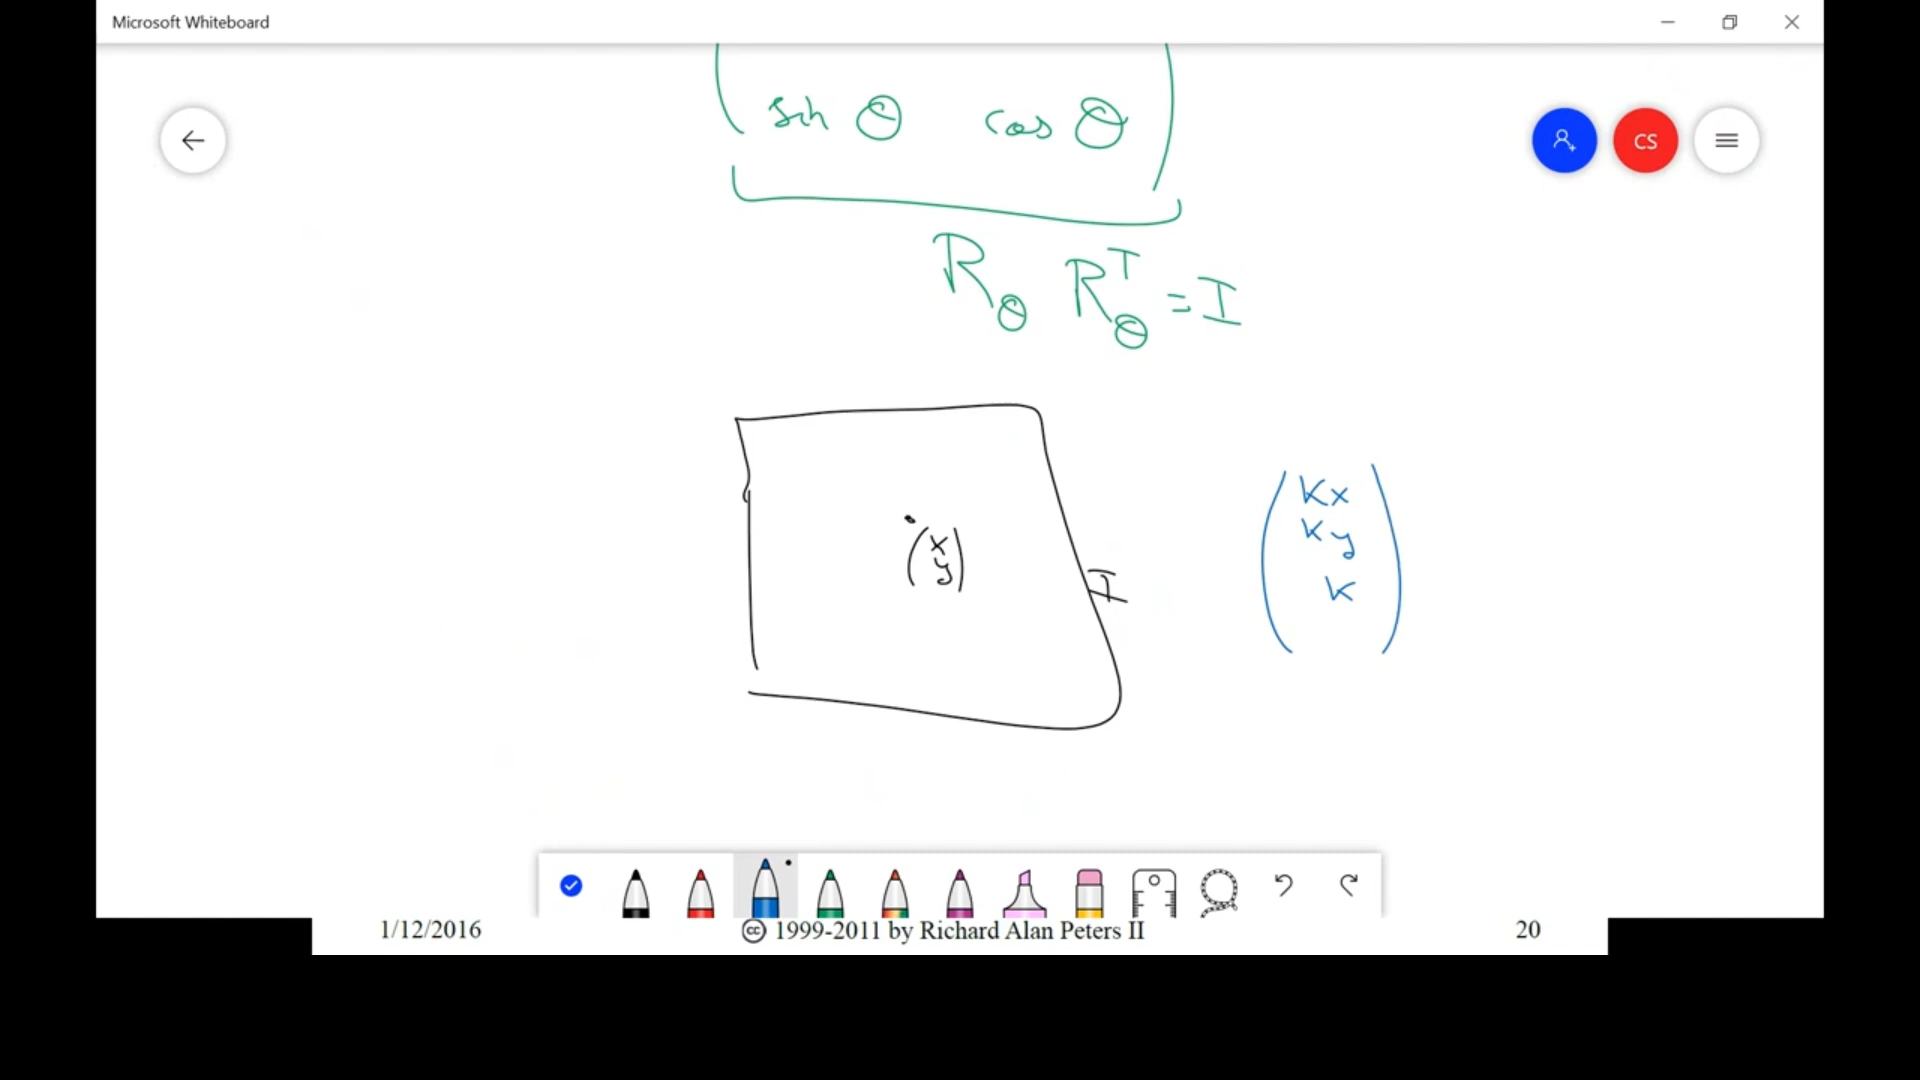 Microsoft Whiteboard
sin θ cos θ
CS
R_θ R_θ^T = I
(x
y)
I
(Kx
Ky
K)
1/12/2016 (cc) 1999-2011 by Richard Alan Peters II 20